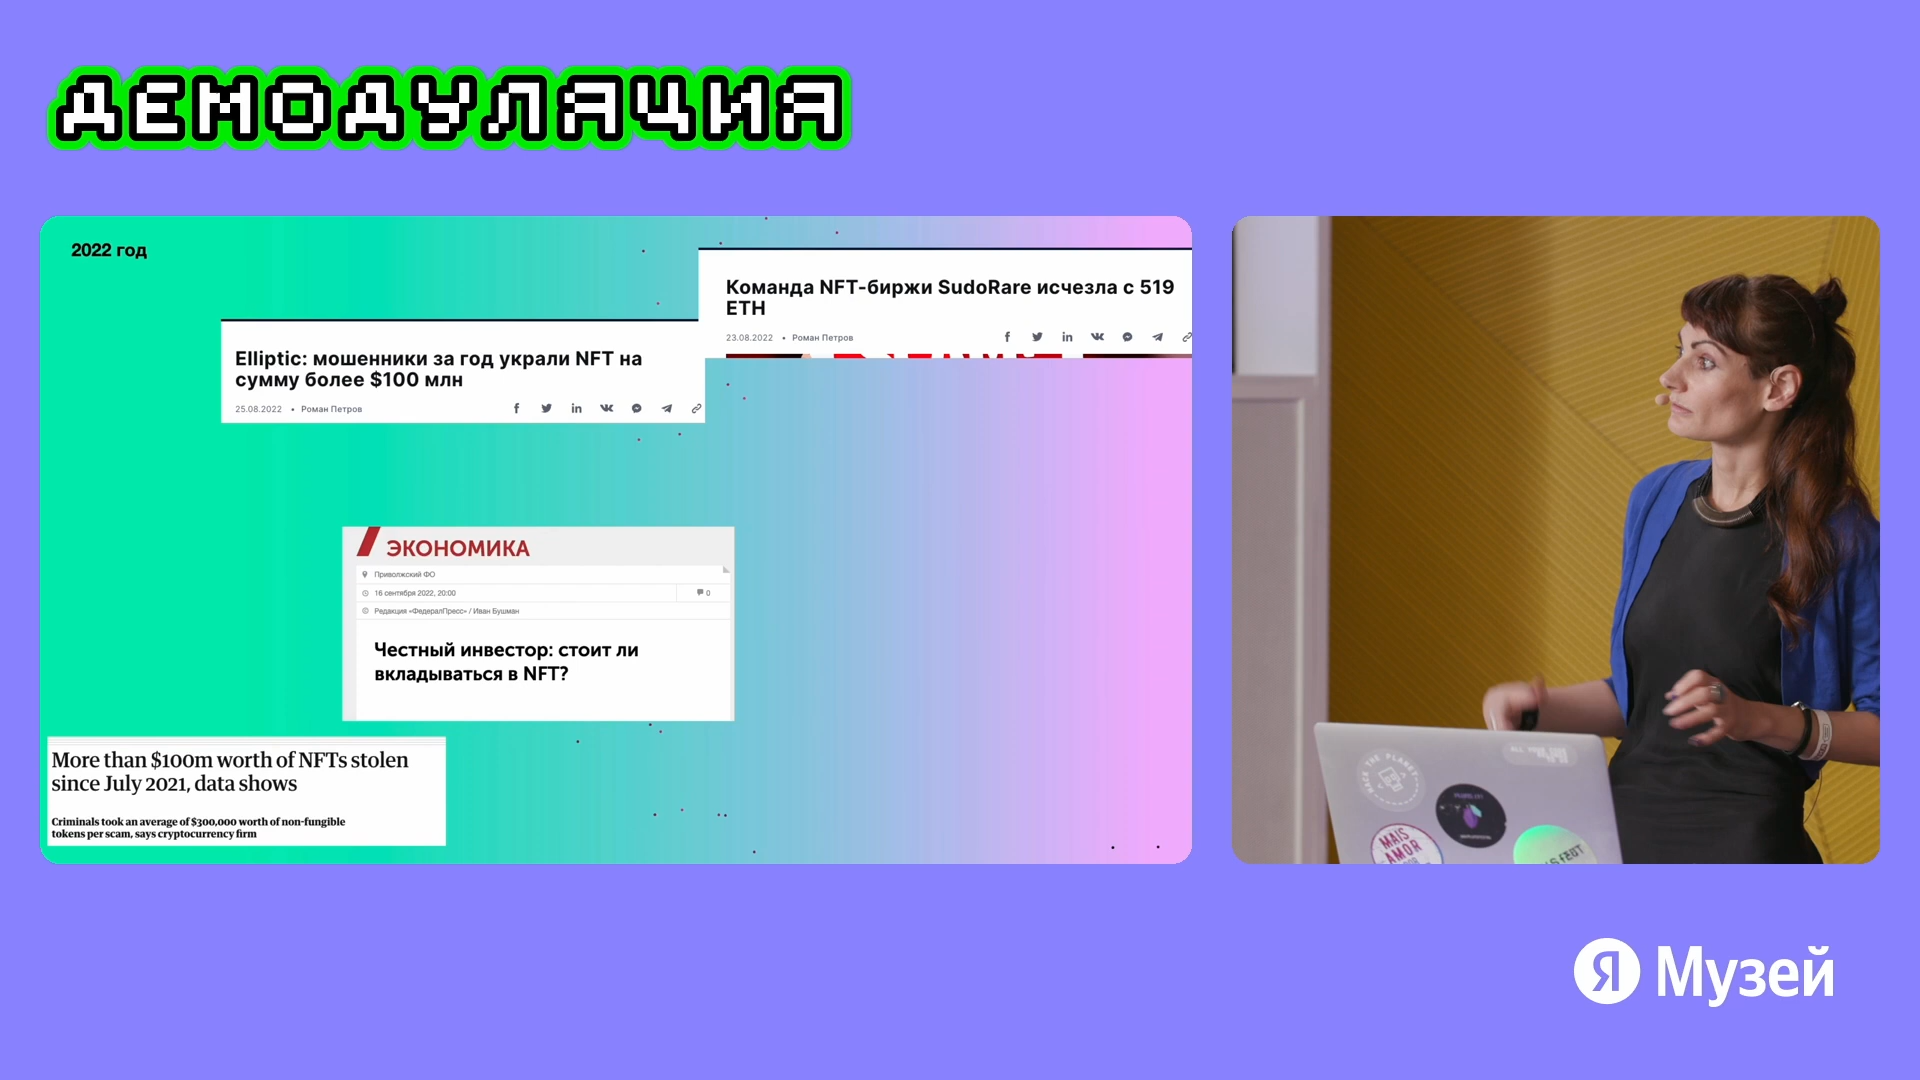 ДЕМОДУЛЯЦИЯ
2022 год
Команда NFT-биржи SudoRare исчезла с 519
ETH
23.08.2022 • Роман Петров
Elliptic: мошенники за год украли NFT на
сумму более $100 млн
25.08.2022 • Роман Петров
ЭКОНОМИКА
Приволжский ФО
16 сентября 2022, 20:00
0
Редакция «ФедералПресс» / Иван Бушман
Честный инвестор: стоит ли
вкладываться в NFT?
More than $100m worth of NFTs stolen
since July 2021, data shows
Criminals took an average of $300,000 worth of non-fungible
tokens per scam, says cryptocurrency firm
HACK THE PLANET
MAIS
AMOR
Я Музей